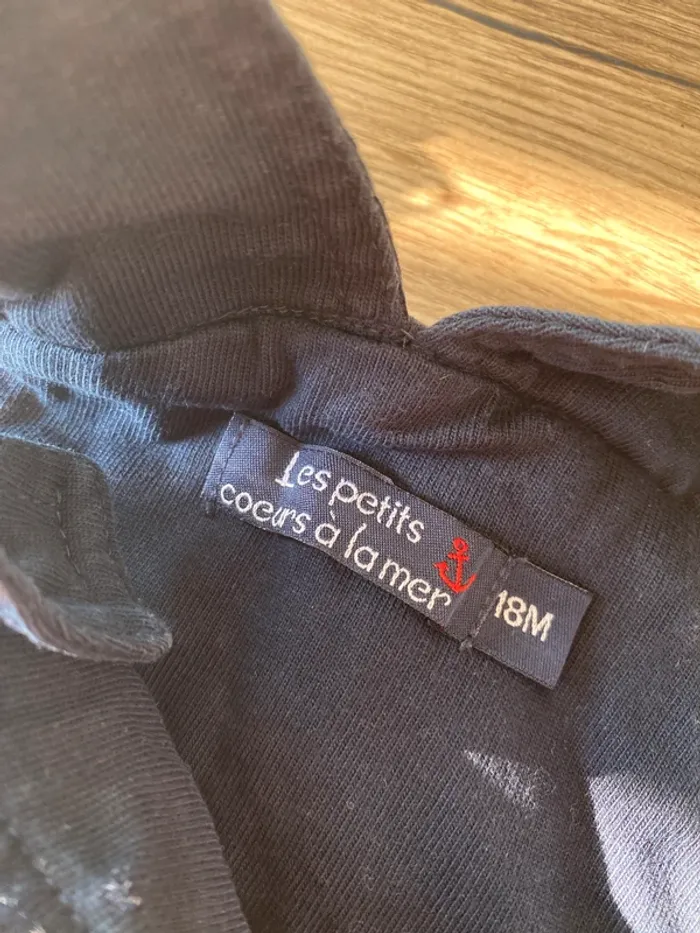 Les petits
coeurs à la mer
18M